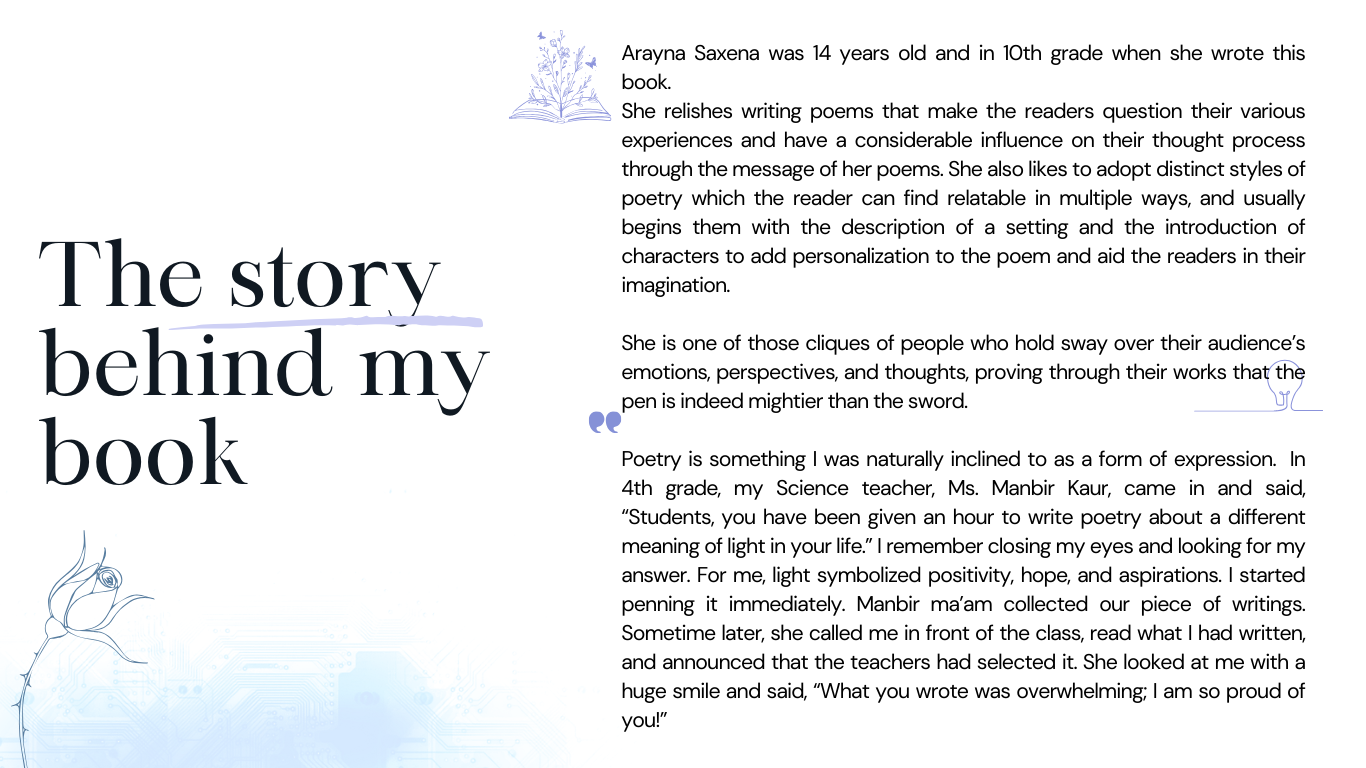 The story
behind my
book
Arayna Saxena was 14 years old and in 10th grade when she wrote this
book.
She relishes writing poems that make the readers question their various
experiences and have a considerable influence on their thought process
through the message of her poems. She also likes to adopt distinct styles of
poetry which the reader can find relatable in multiple ways, and usually
begins them with the description of a setting and the introduction of
characters to add personalization to the poem and aid the readers in their
imagination.
She is one of those cliques of people who hold sway over their audience’s
emotions, perspectives, and thoughts, proving through their works that the
pen is indeed mightier than the sword.
Poetry is something I was naturally inclined to as a form of expression.  In
4th grade, my Science teacher, Ms. Manbir Kaur, came in and said,
“Students, you have been given an hour to write poetry about a different
meaning of light in your life.” I remember closing my eyes and looking for my
answer. For me, light symbolized positivity, hope, and aspirations. I started
penning it immediately. Manbir ma’am collected our piece of writings.
Sometime later, she called me in front of the class, read what I had written,
and announced that the teachers had selected it. She looked at me with a
huge smile and said, “What you wrote was overwhelming; I am so proud of
you!”